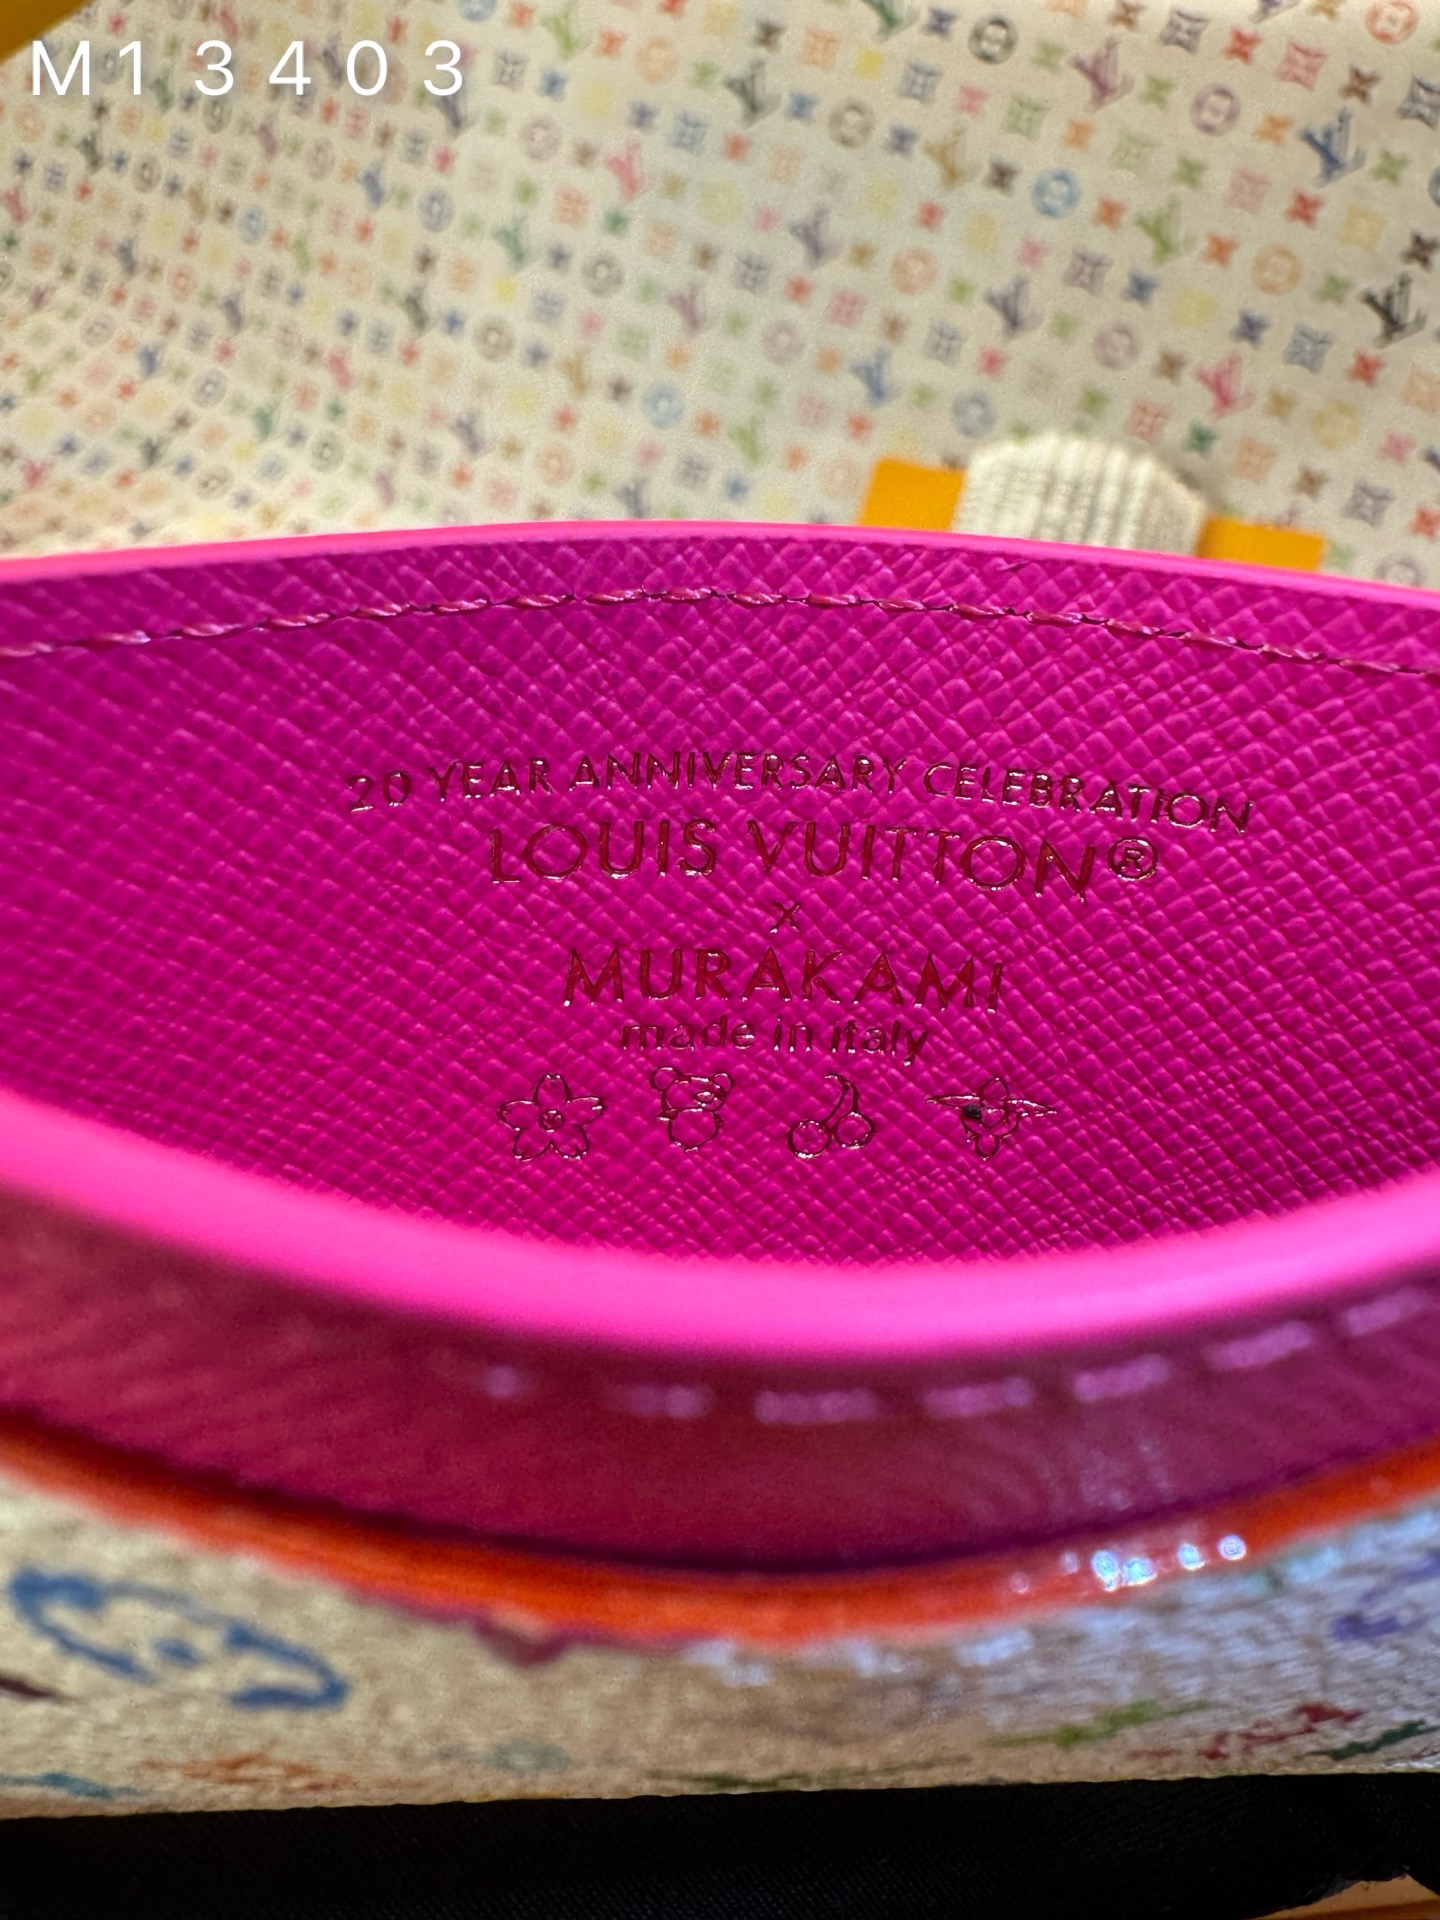 M13403
20 YEAR ANNIVERSARY CELEBRATION
LOUIS VUITTON®
x
MURAKAMI
made in italy